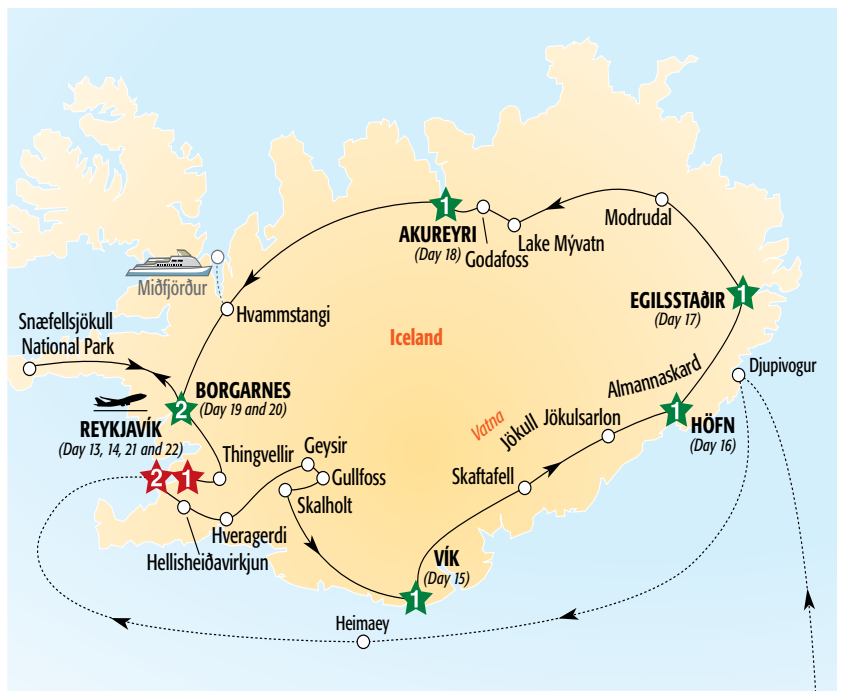 1
AKUREYRI
(Day 18)
Godafoss
Lake Mývatn
Modrudal
Miðfjörður
Hvammstangi
1
EGILSSTAÐIR
(Day 17)
Iceland
Snæfellsjökull
National Park
Djupivogur
Almannaskard
BORGARNES
(Day 19 and 20)
2
REYKJAVÍK
(Day 13, 14, 21 and 22)
1
HÖFN
(Day 16)
Vatna
Jökull
Jökulsarlon
Thingvellir
Geysir
Gullfoss
Skaftafell
2
1
Skalholt
Hveragerdi
Hellisheiðavirkjun
VÍK
(Day 15)
1
Heimaey